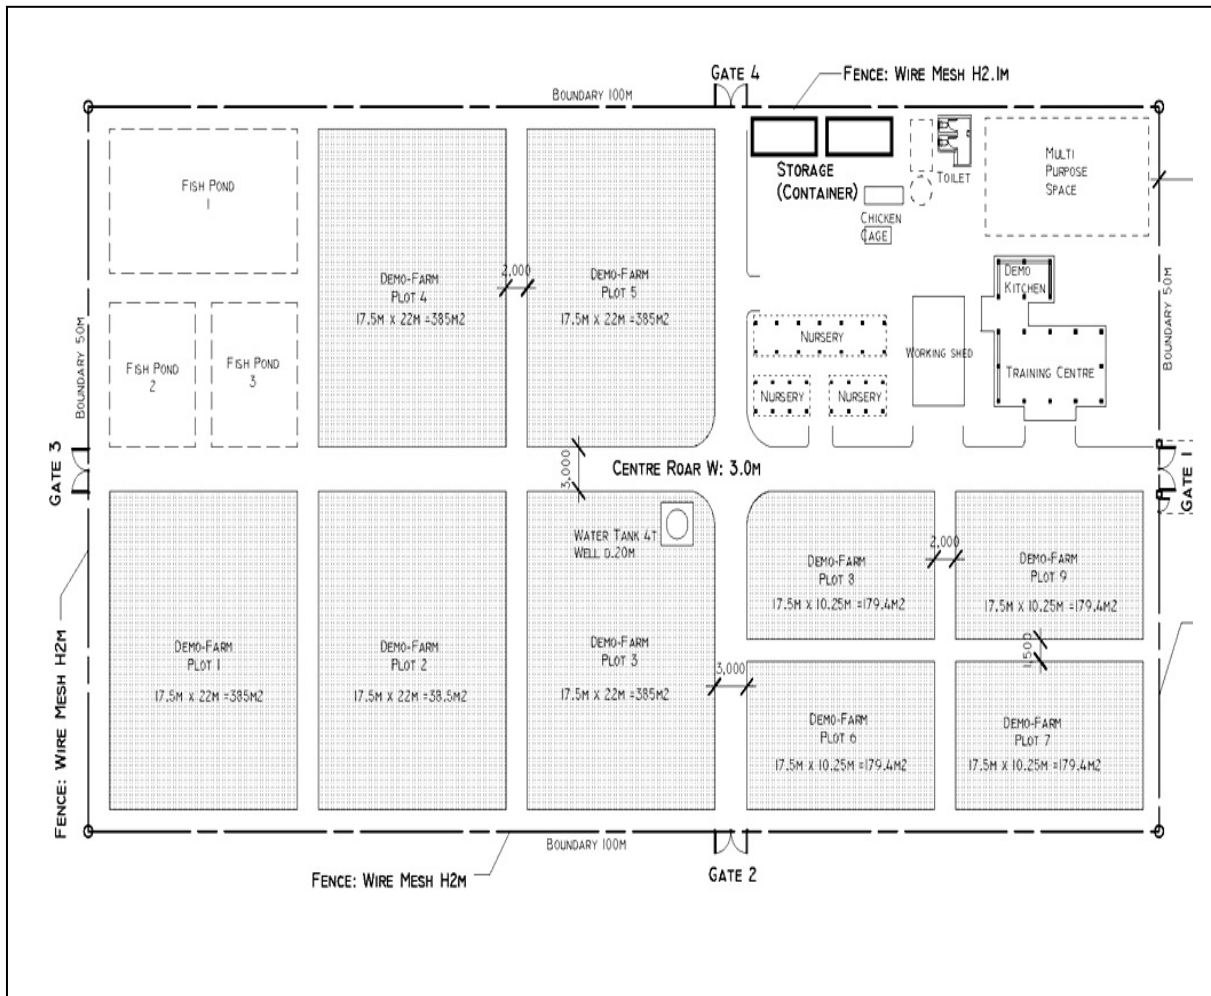 GATE 4
FENCE: WIRE MESH H2.1M
BOUNDARY 100M
STORAGE
(CONTAINER)
TOILET
MULTI
PURPOSE
SPACE
CHICKEN
CAGE
FISH POND
1
DEMO-FARM
PLOT 4
17.5M X 22M =385M2
2,000
DEMO-FARM
PLOT 5
17.5M X 22M =385M2
DEMO
KITCHEN
BOUNDARY 50M
BOUNDARY 50M
FISH POND
2
FISH POND
3
NURSERY
WORKING SHED
TRAINING CENTRE
NURSERY
NURSERY
GATE 3
3,000
CENTRE ROAR W: 3.0M
GATE 1
WATER TANK 4T
WELL D.20M
DEMO-FARM
PLOT 8
17.5M X 10.25M =179.4M2
2,000
DEMO-FARM
PLOT 9
17.5M X 10.25M =179.4M2
FENCE: WIRE MESH H2M
DEMO-FARM
PLOT 1
17.5M X 22M =385M2
DEMO-FARM
PLOT 2
17.5M X 22M =38.5M2
DEMO-FARM
PLOT 3
17.5M X 22M =385M2
3,000
1,500
DEMO-FARM
PLOT 6
17.5M X 10.25M =179.4M2
DEMO-FARM
PLOT 7
17.5M X 10.25M =179.4M2
BOUNDARY 100M
FENCE: WIRE MESH H2M
GATE 2